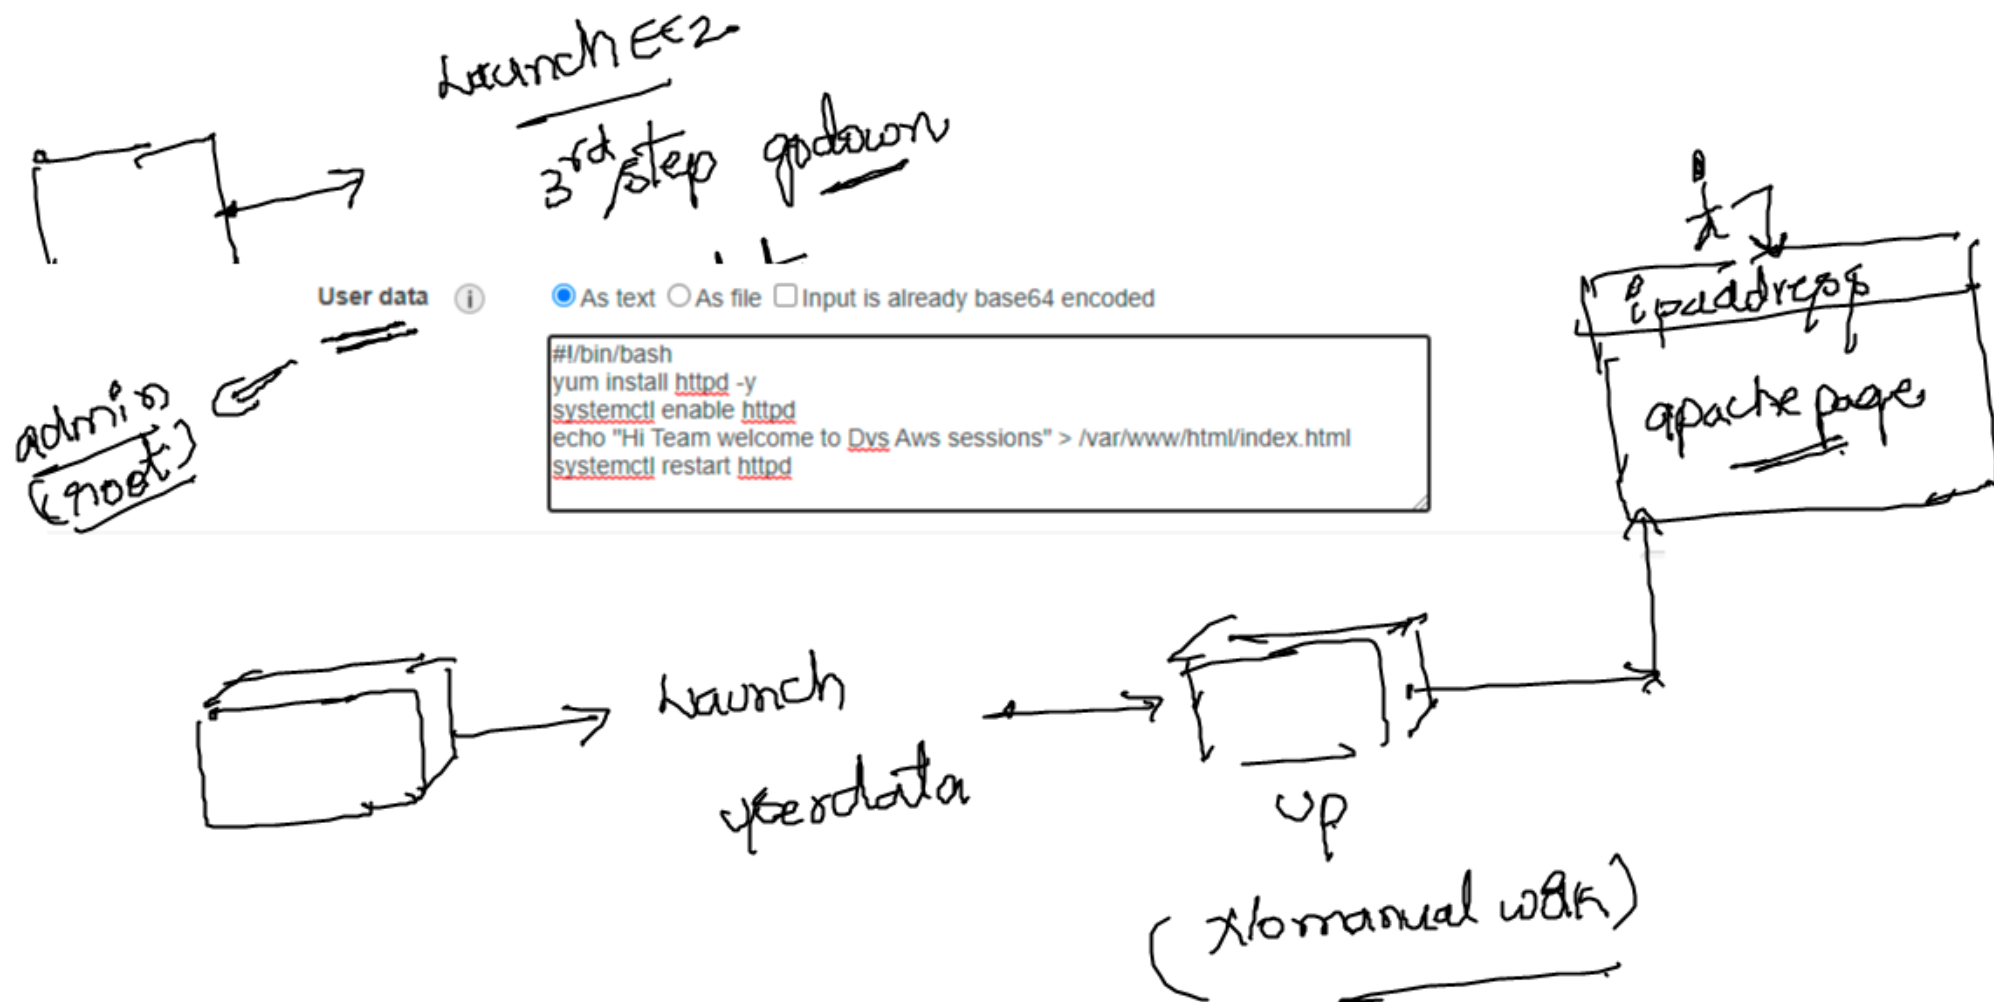 Launch EC2
3rd step godown
User data i As text As file Input is already base64 encoded
#!/bin/bash
yum install httpd -y
systemctl enable httpd
echo "Hi Team welcome to Dvs Aws sessions" > /var/www/html/index.html
systemctl restart httpd
admin
(root)
ipaddress
apache page
Launch
userdata
up
(No manual work)